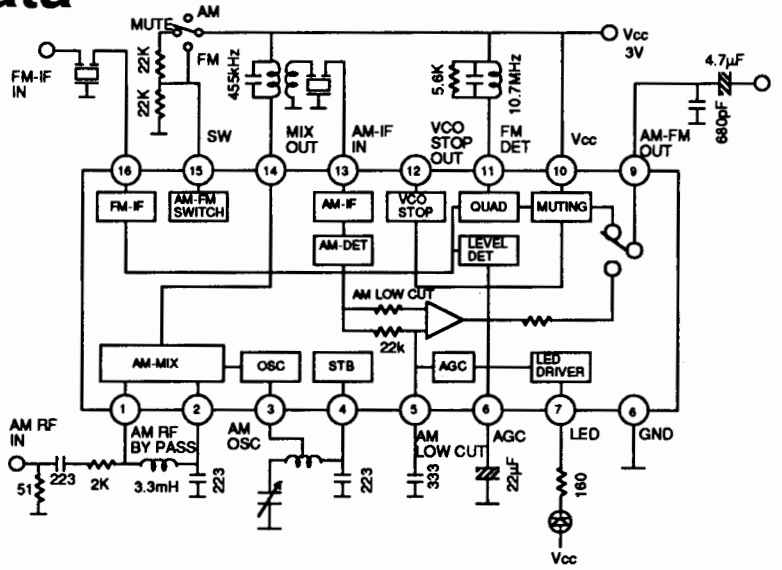 MUTE
AM
FM
22K
22K
FM-IF
IN
SW
455kHz
MIX
OUT
AM-IF
IN
VCO
STOP
OUT
5.6K
10.7MHz
FM
DET
Vcc
3V
Vcc
4.7μF
680pF
AM-FM
OUT
16
15
14
13
12
11
10
9
FM-IF
AM-FM
SWITCH
AM-IF
VCO
STOP
QUAD
MUTING
AM-DET
LEVEL
DET
AM LOW CUT
22k
AM-MIX
OSC
STB
AGC
LED
DRIVER
1
2
3
4
5
6
7
6
AM RF
IN
AM RF
BY PASS
AM
OSC
AM
LOW CUT
AGC
LED
GND
51
223
2K
3.3mH
223
223
333
22μF
160
Vcc